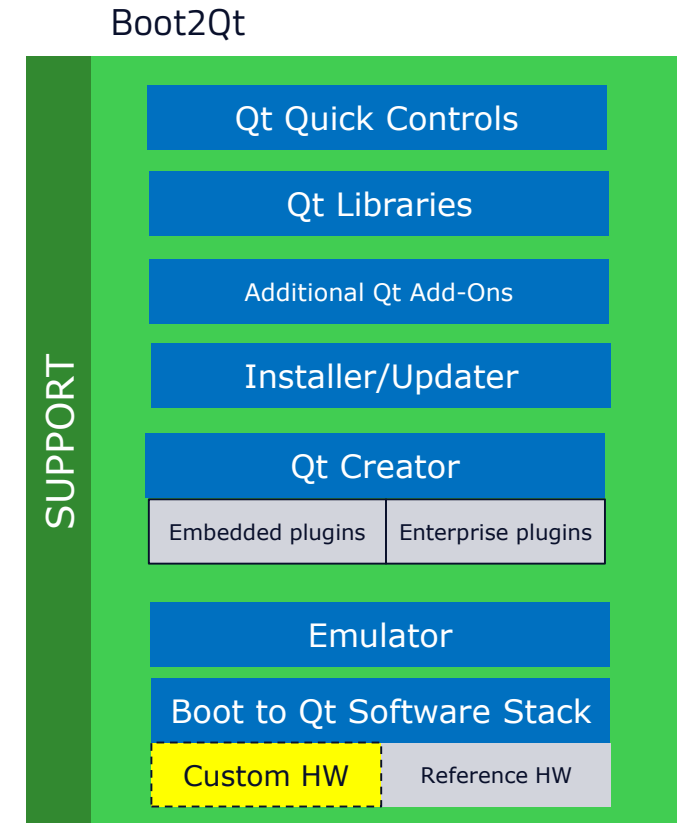 Boot2Qt
SUPPORT
Qt Quick Controls
Qt Libraries
Additional Qt Add-Ons
Installer/Updater
Qt Creator
Embedded plugins
Enterprise plugins
Emulator
Boot to Qt Software Stack
Custom HW
Reference HW